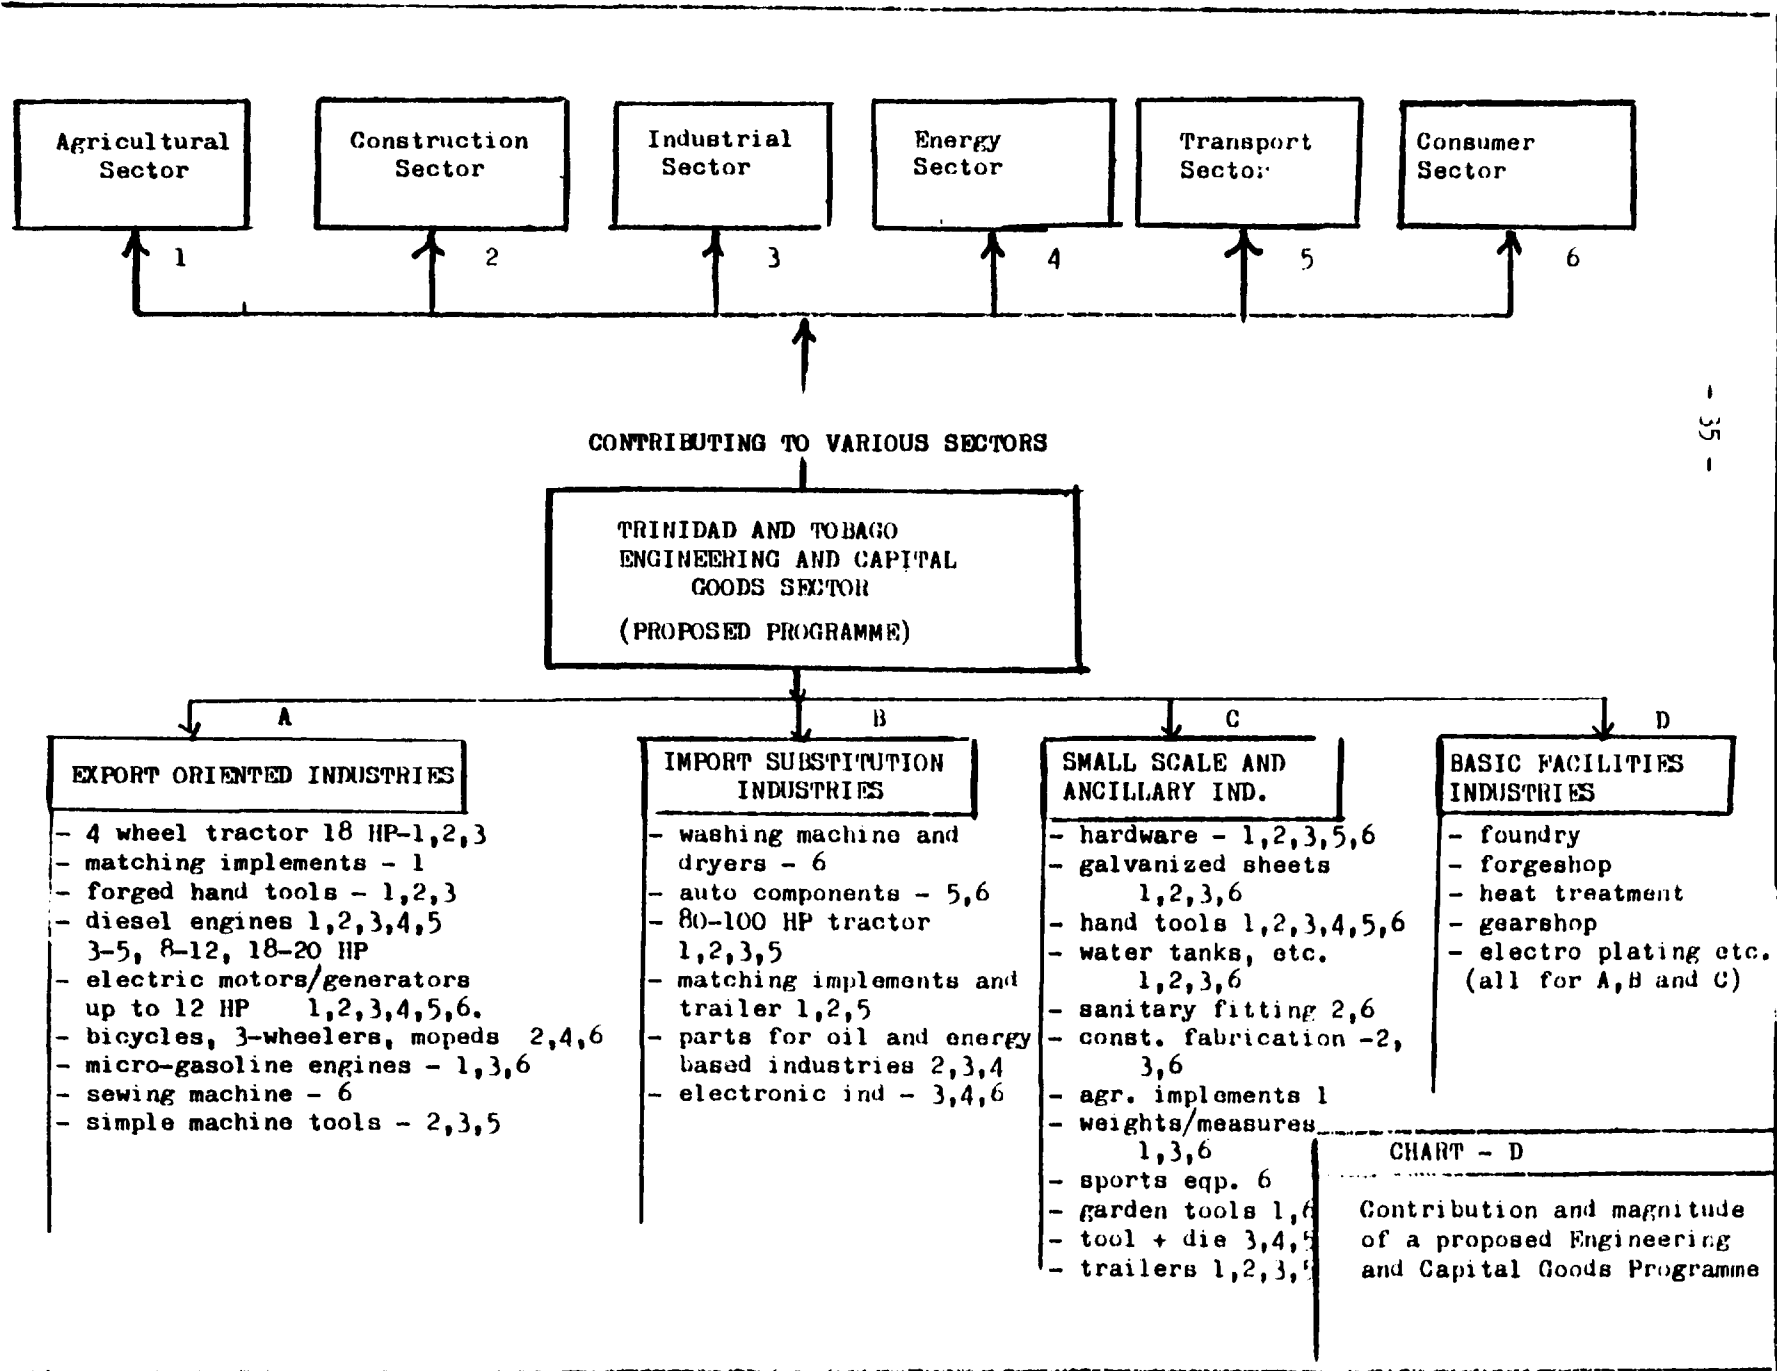 Agricultural
Sector
Construction
Sector
Industrial
Sector
Energy
Sector
Transport
Sector
Consumer
Sector
1
2
3
4
5
6
- 35 -
CONTRIBUTING TO VARIOUS SECTORS
TRINIDAD AND TOBAGO
ENGINEERING AND CAPITAL
GOODS SECTOR
(PROPOSED PROGRAMME)
A
B
C
D
EXPORT ORIENTED INDUSTRIES
- 4 wheel tractor 18 HP-1,2,3
- matching implements - 1
- forged hand tools - 1,2,3
- diesel engines 1,2,3,4,5
3-5, 8-12, 18-20 HP
- electric motors/generators
up to 12 HP 1,2,3,4,5,6.
- bicycles, 3-wheelers, mopeds 2,4,6
- micro-gasoline engines - 1,3,6
- sewing machine - 6
- simple machine tools - 2,3,5
IMPORT SUBSTITUTION
INDUSTRIES
- washing machine and
dryers - 6
- auto components - 5,6
- 80-100 HP tractor
1,2,3,5
- matching implements and
trailer 1,2,5
- parts for oil and energy
based industries 2,3,4
- electronic ind - 3,4,6
SMALL SCALE AND
ANCILLARY IND.
- hardware - 1,2,3,5,6
- galvanized sheets
1,2,3,6
- hand tools 1,2,3,4,5,6
- water tanks, etc.
1,2,3,6
- sanitary fitting 2,6
- const. fabrication -2,
3,6
- agr. implements 1
- weights/measures
1,3,6
- sports eqp. 6
- garden tools 1,6
- tool + die 3,4,5
- trailers 1,2,3,5
BASIC FACILITIES
INDUSTRIES
- foundry
- forgeshop
- heat treatment
- gearshop
- electro plating etc.
(all for A,B and C)
CHART - D
Contribution and magnitude
of a proposed Engineering
and Capital Goods Programme